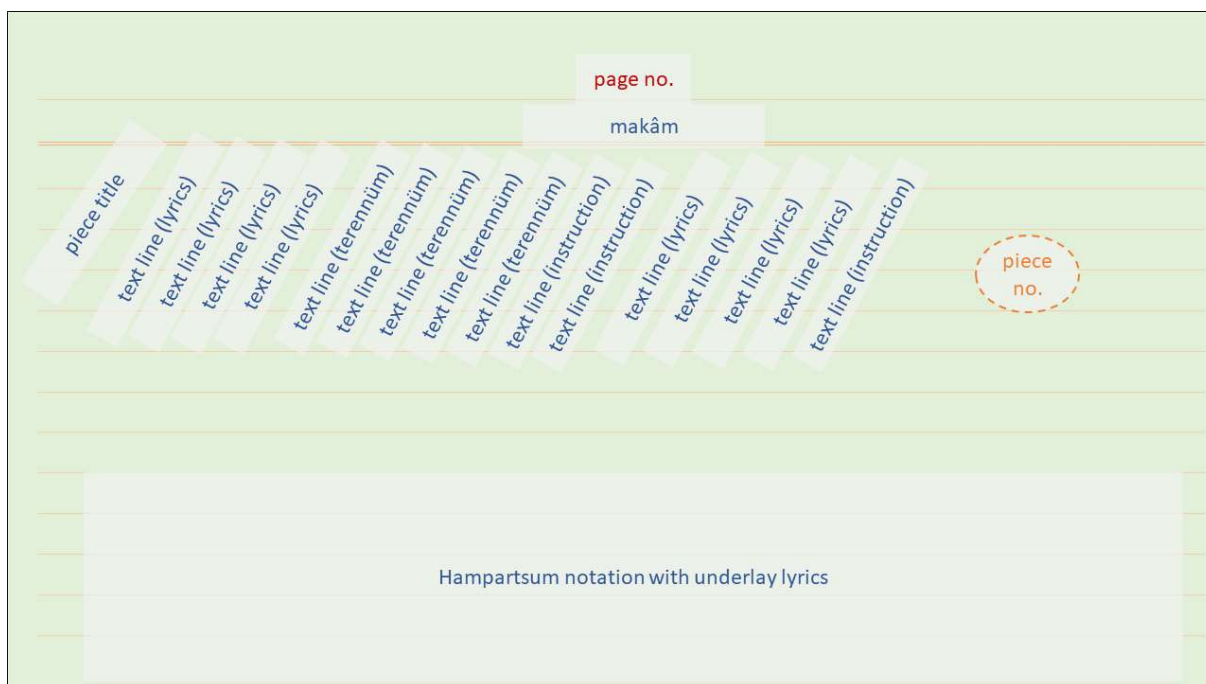 page no.
makâm
piece title
text line (lyrics)
text line (lyrics)
text line (lyrics)
text line (lyrics)
text line (terennüm)
text line (terennüm)
text line (terennüm)
text line (terennüm)
text line (terennüm)
text line (instruction)
text line (instruction)
text line (lyrics)
text line (lyrics)
text line (lyrics)
text line (lyrics)
text line (instruction)
piece
no.
Hampartsum notation with underlay lyrics